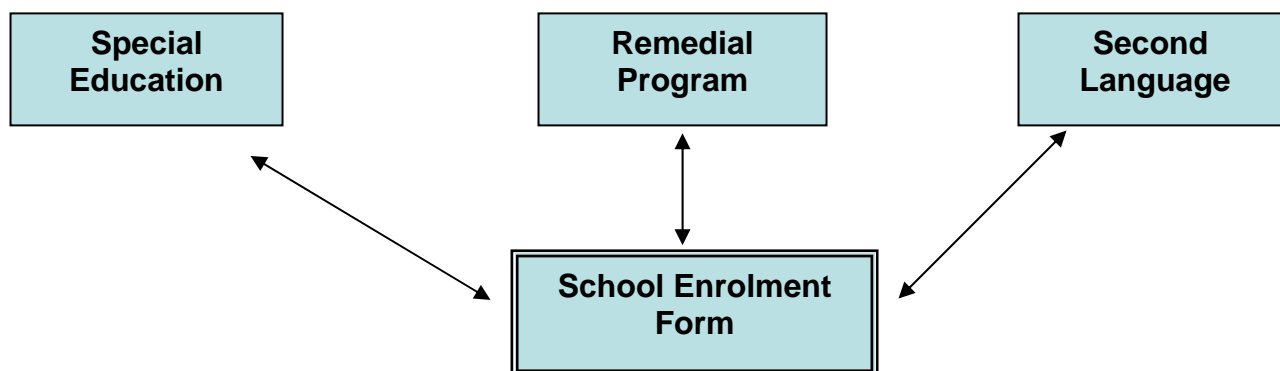 Special
Education
Remedial
Program
Second
Language
School Enrolment
Form